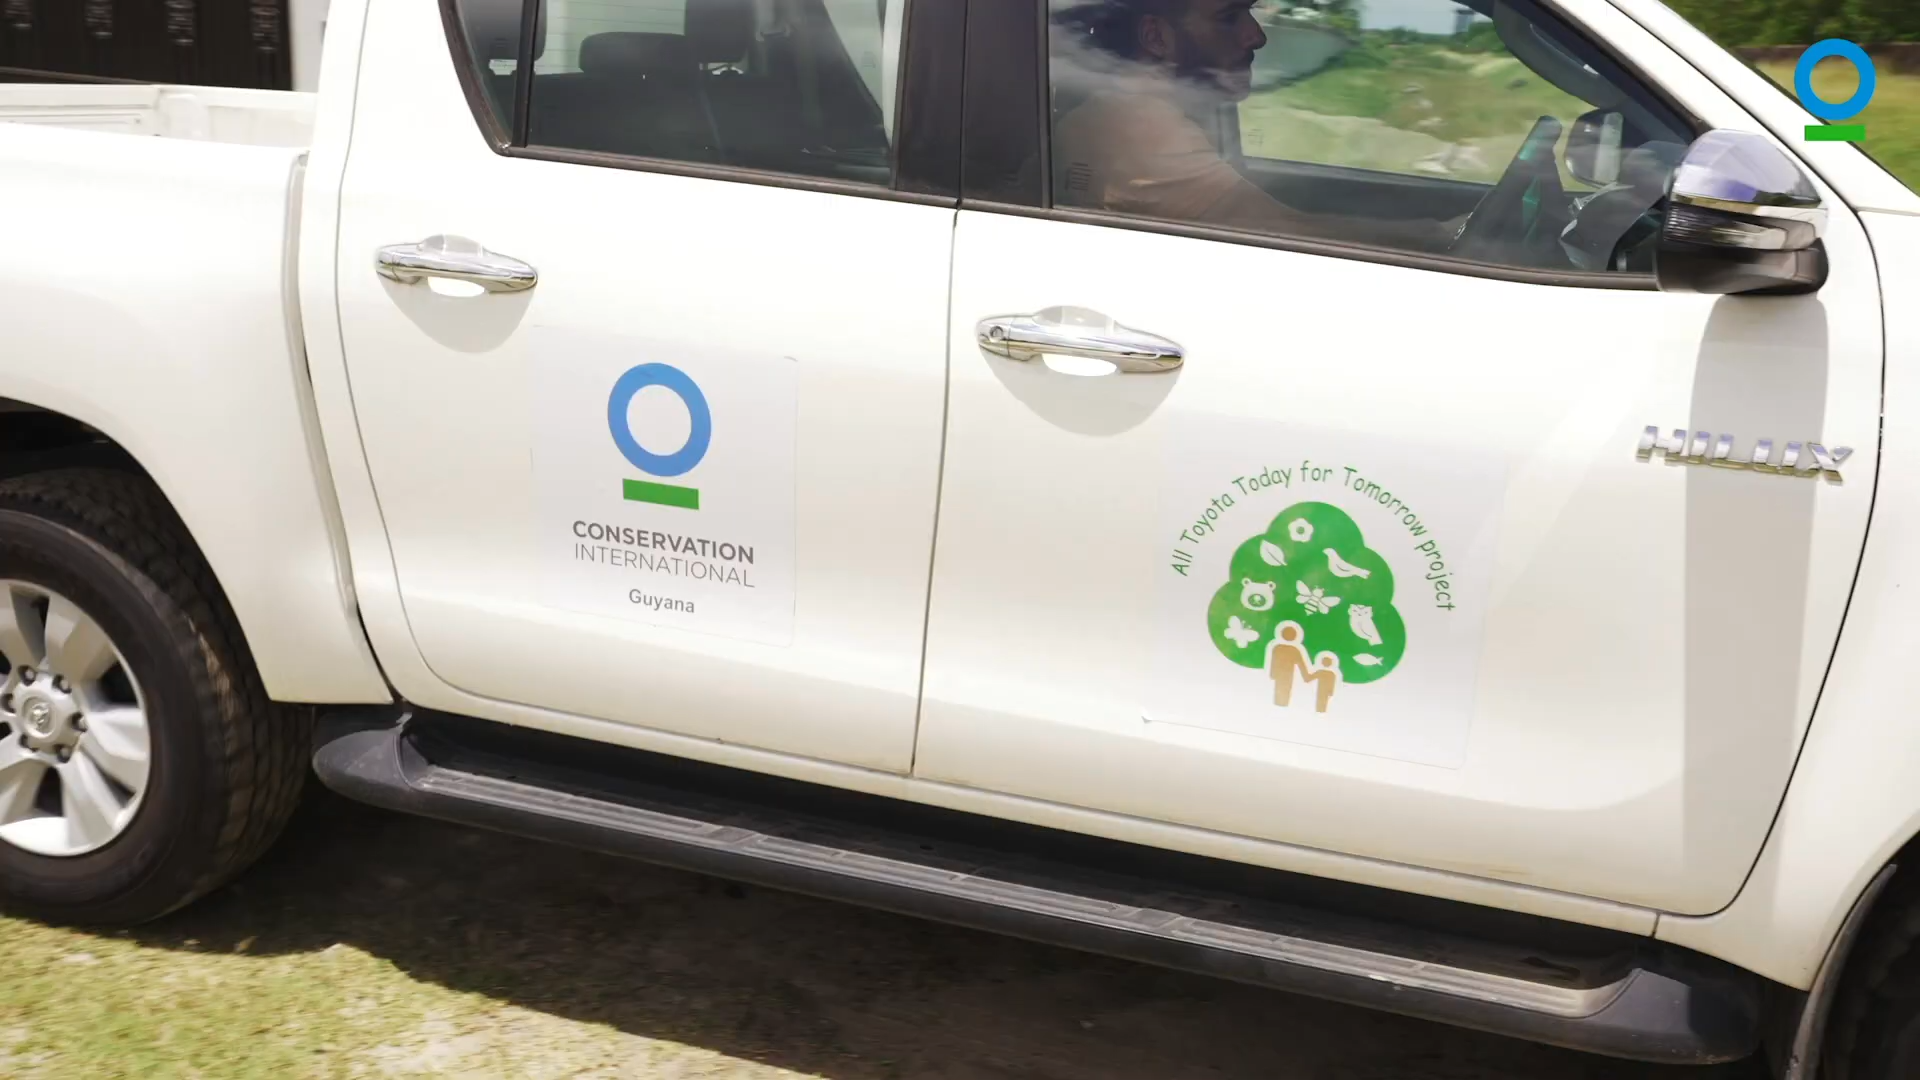 CONSERVATION
INTERNATIONAL
Guyana
All Toyota Today for Tomorrow project
HILUX